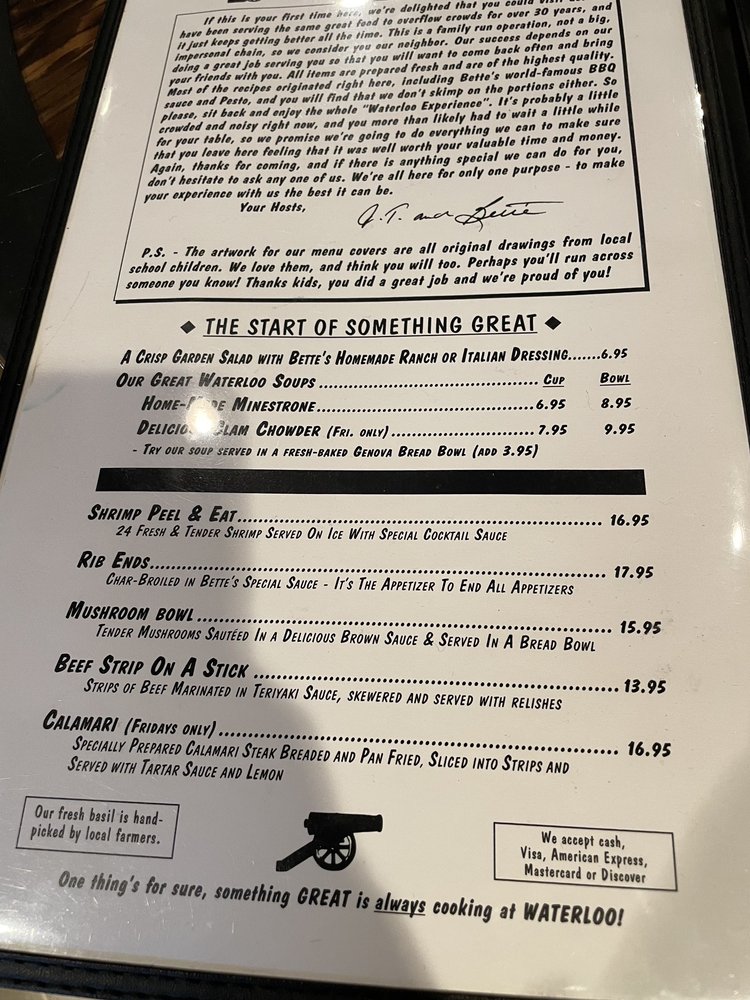 If this is your first time here, we're delighted that you could
have been serving the same great food to overflow crowds for over 30 years, and
it just keeps getting better all the time. This is a family run operation, not a big,
impersonal chain, so we consider you our neighbor. Our success depends on our
doing a great job serving you so that you will want to come back often and bring
your friends with you. All items are prepared fresh and are of the highest quality.
Most of the recipes originated right here, including Bette's world-famous BBQ
sauce and Pesto, and you will find that we don't skimp on the portions either. So
please, sit back and enjoy the whole "Waterloo Experience". It's probably a little
crowded and noisy right now, and you more than likely had to wait a little while
for your table, so we promise we're going to do everything we can to make sure
that you leave here feeling that it was well worth your valuable time and money.
Again, thanks for coming, and if there is anything special we can do for you,
don't hesitate to ask any one of us. We're all here for only one purpose - to make
your experience with us the best it can be.
Your Hosts,
J.T. and Bette
P.S. - The artwork for our menu covers are all original drawings from local
school children. We love them, and think you will too. Perhaps you'll run across
someone you know! Thanks kids, you did a great job and we're proud of you!
◆ THE START OF SOMETHING GREAT ◆
A Crisp Garden Salad with Bette's Homemade Ranch or Italian Dressing.......6.95
Our Great Waterloo Soups........................................ Cup Bowl
Home-Made Minestrone........................................6.95 8.95
Delicious Clam Chowder (Fri. only)..........................7.95 9.95
- Try our soup served in a fresh-baked Genova Bread Bowl (add 3.95)
Shrimp Peel & Eat.................................................................. 16.95
24 Fresh & Tender Shrimp Served On Ice With Special Cocktail Sauce
Rib Ends.................................................................. 17.95
Char-Broiled in Bette's Special Sauce - It's The Appetizer To End All Appetizers
Mushroom bowl.................................................................. 15.95
Tender Mushrooms Sautéed In a Delicious Brown Sauce & Served In A Bread Bowl
Beef Strip On A Stick..................................................................13.95
Strips of Beef Marinated in Teriyaki Sauce, skewered and served with relishes
Calamari (Fridays only).................................................................. 16.95
Specially Prepared Calamari Steak Breaded and Pan Fried, Sliced into Strips and
Served with Tartar Sauce and Lemon
Our fresh basil is hand-
picked by local farmers.
We accept cash,
Visa, American Express,
Mastercard or Discover
One thing's for sure, something GREAT is always cooking at WATERLOO!